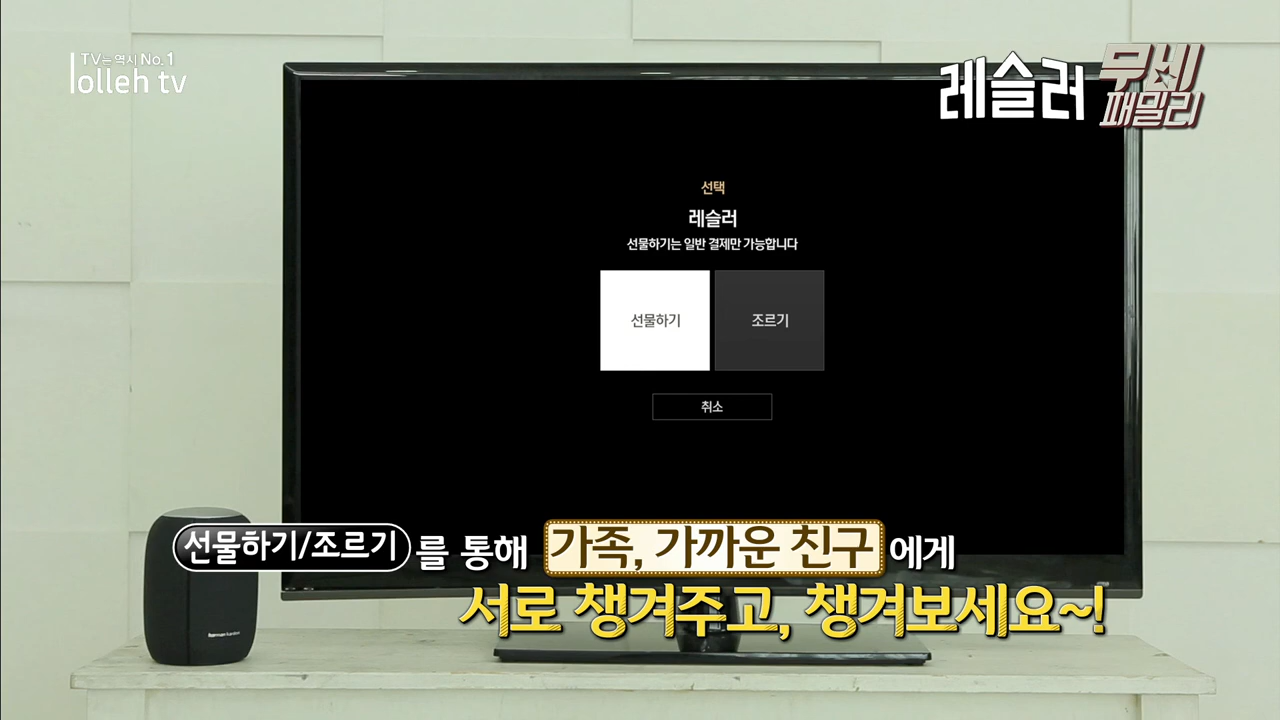 TV는 역시 No.1
olleh tv
레슬러
무비
패밀리
선택
레슬러
선물하기는 일반 결제만 가능합니다
선물하기 조르기
취소
선물하기/조르기 를 통해 가족, 가까운 친구 에게
서로 챙겨주고, 챙겨보세요~!
harman/kardon